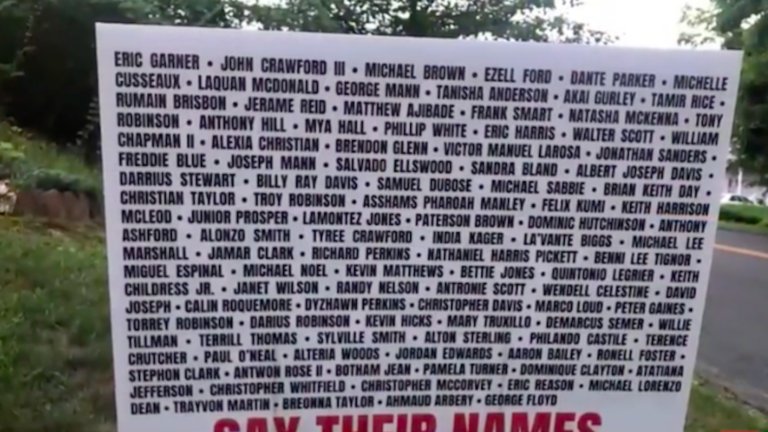 ERIC GARNER • JOHN CRAWFORD III • MICHAEL BROWN • EZELL FORD • DANTE PARKER • MICHELLE
CUSSEAUX • LAQUAN MCDONALD • GEORGE MANN • TANISHA ANDERSON • AKAI GURLEY • TAMIR RICE •
RUMAIN BRISBON • JERAME REID • MATTHEW AJIBADE • FRANK SMART • NATASHA MCKENNA • TONY
ROBINSON • ANTHONY HILL • MYA HALL • PHILLIP WHITE • ERIC HARRIS • WALTER SCOTT • WILLIAM
CHAPMAN II • ALEXIA CHRISTIAN • BRENDON GLENN • VICTOR MANUEL LAROSA • JONATHAN SANDERS •
FREDDIE BLUE • JOSEPH MANN • SALVADO ELLSWOOD • SANDRA BLAND • ALBERT JOSEPH DAVIS •
DARRIUS STEWART • BILLY RAY DAVIS • SAMUEL DUBOSE • MICHAEL SABBIE • BRIAN KEITH DAY •
CHRISTIAN TAYLOR • TROY ROBINSON • ASSHAMS PHAROAH MANLEY • FELIX KUMI • KEITH HARRISON
MCLEOD • JUNIOR PROSPER • LAMONTEZ JONES • PATERSON BROWN • DOMINIC HUTCHINSON • ANTHONY
ASHFORD • ALONZO SMITH • TYREE CRAWFORD • INDIA KAGER • LA'VANTE BIGGS • MICHAEL LEE
MARSHALL • JAMAR CLARK • RICHARD PERKINS • NATHANIEL HARRIS PICKETT • BENNI LEE TIGNOR •
MIGUEL ESPINAL • MICHAEL NOEL • KEVIN MATTHEWS • BETTIE JONES • QUINTONIO LEGRIER • KEITH
CHILDRESS JR. • JANET WILSON • RANDY NELSON • ANTRONIE SCOTT • WENDELL CELESTINE • DAVID
JOSEPH • CALIN ROQUEMORE • DYZHAWN PERKINS • CHRISTOPHER DAVIS • MARCO LOUD • PETER GAINES •
TORREY ROBINSON • DARIUS ROBINSON • KEVIN HICKS • MARY TRUXILLO • DEMARCUS SEMER • WILLIE
TILLMAN • TERRILL THOMAS • SYLVILLE SMITH • ALTON STERLING • PHILANDO CASTILE • TERENCE
CRUTCHER • PAUL O'NEAL • ALTERIA WOODS • JORDAN EDWARDS • AARON BAILEY • RONELL FOSTER •
STEPHON CLARK • ANTWON ROSE II • BOTHAM JEAN • PAMELA TURNER • DOMINIQUE CLAYTON • ATATIANA
JEFFERSON • CHRISTOPHER WHITFIELD • CHRISTOPHER MCCORVEY • ERIC REASON • MICHAEL LORENZO
DEAN • TRAYVON MARTIN • BREONNA TAYLOR • AHMAUD ARBERY • GEORGE FLOYD
SAY THEIR NAMES